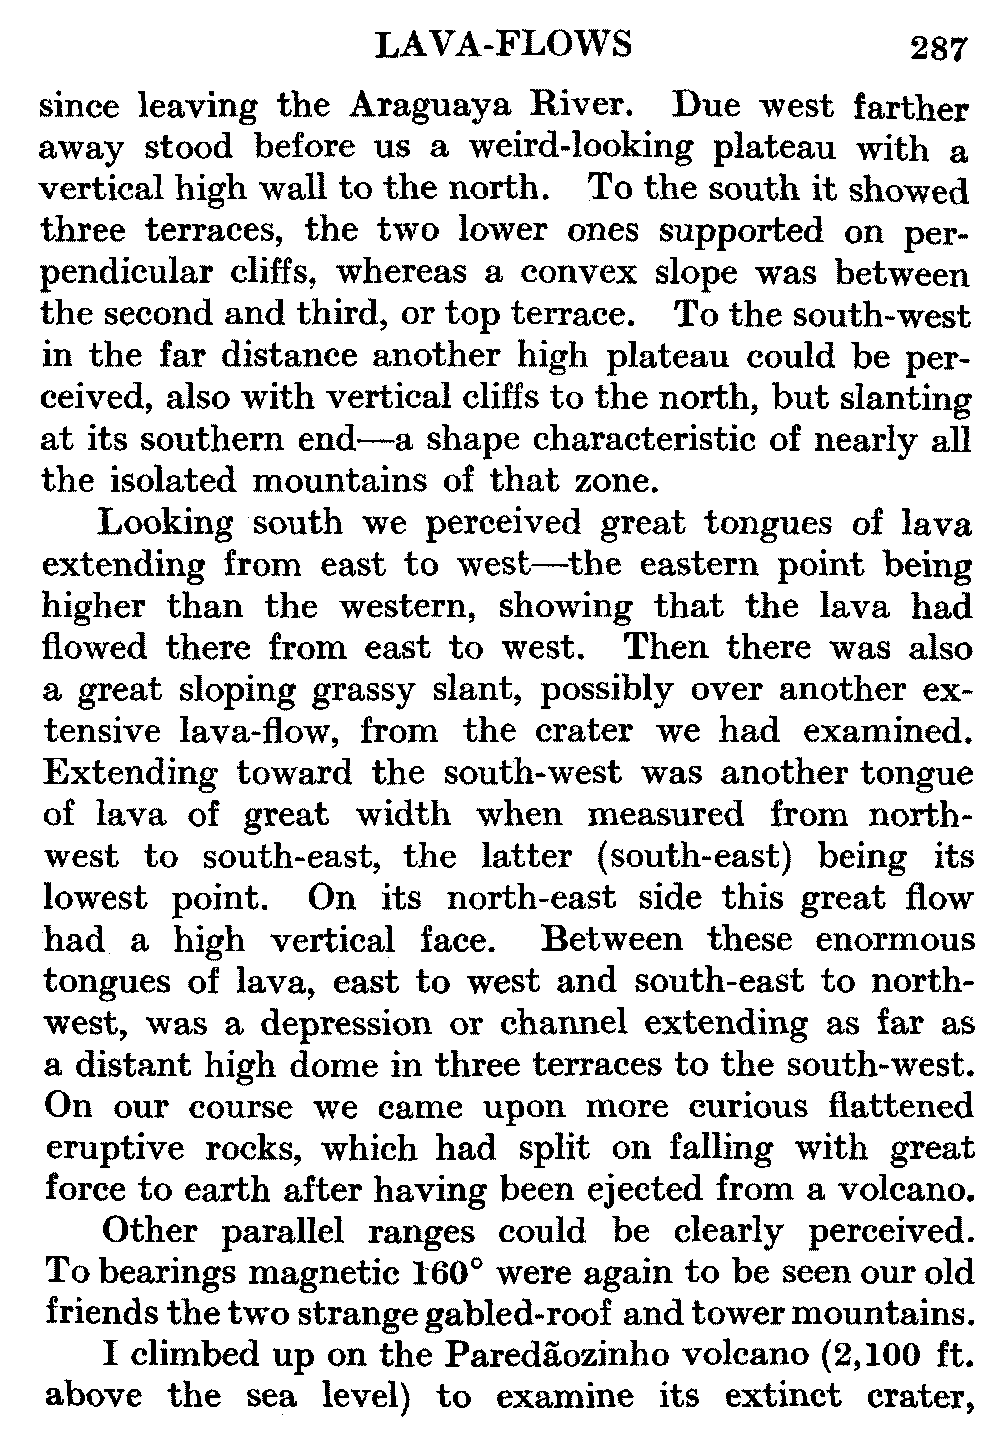 LAVA-FLOWS 287
since leaving the Araguaya River. Due west farther
away stood before us a weird-looking plateau with a
vertical high wall to the north. To the south it showed
three terraces, the two lower ones supported on per-
pendicular cliffs, whereas a convex slope was between
the second and third, or top terrace. To the south-west
in the far distance another high plateau could be per-
ceived, also with vertical cliffs to the north, but slanting
at its southern end—a shape characteristic of nearly all
the isolated mountains of that zone.
Looking south we perceived great tongues of lava
extending from east to west—the eastern point being
higher than the western, showing that the lava had
flowed there from east to west. Then there was also
a great sloping grassy slant, possibly over another ex-
tensive lava-flow, from the crater we had examined.
Extending toward the south-west was another tongue
of lava of great width when measured from north-
west to south-east, the latter (south-east) being its
lowest point. On its north-east side this great flow
had a high vertical face. Between these enormous
tongues of lava, east to west and south-east to north-
west, was a depression or channel extending as far as
a distant high dome in three terraces to the south-west.
On our course we came upon more curious flattened
eruptive rocks, which had split on falling with great
force to earth after having been ejected from a volcano.
Other parallel ranges could be clearly perceived.
To bearings magnetic 160° were again to be seen our old
friends the two strange gabled-roof and tower mountains.
I climbed up on the Paredãozinho volcano (2,100 ft.
above the sea level) to examine its extinct crater,